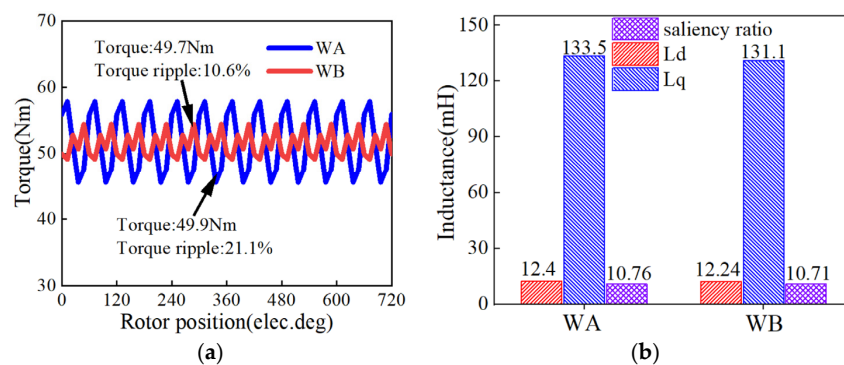 Torque:49.7Nm
Torque ripple:10.6%
WA
WB
Torque:49.9Nm
Torque ripple:21.1%
Torque(Nm)
70
60
50
40
30
0 120 240 360 480 600 720
Rotor position(elec.deg)
(a)
saliency ratio
Ld
Lq
133.5
131.1
12.4
10.76
12.24
10.71
Inductance(mH)
150
120
90
60
30
0
WA WB
(b)